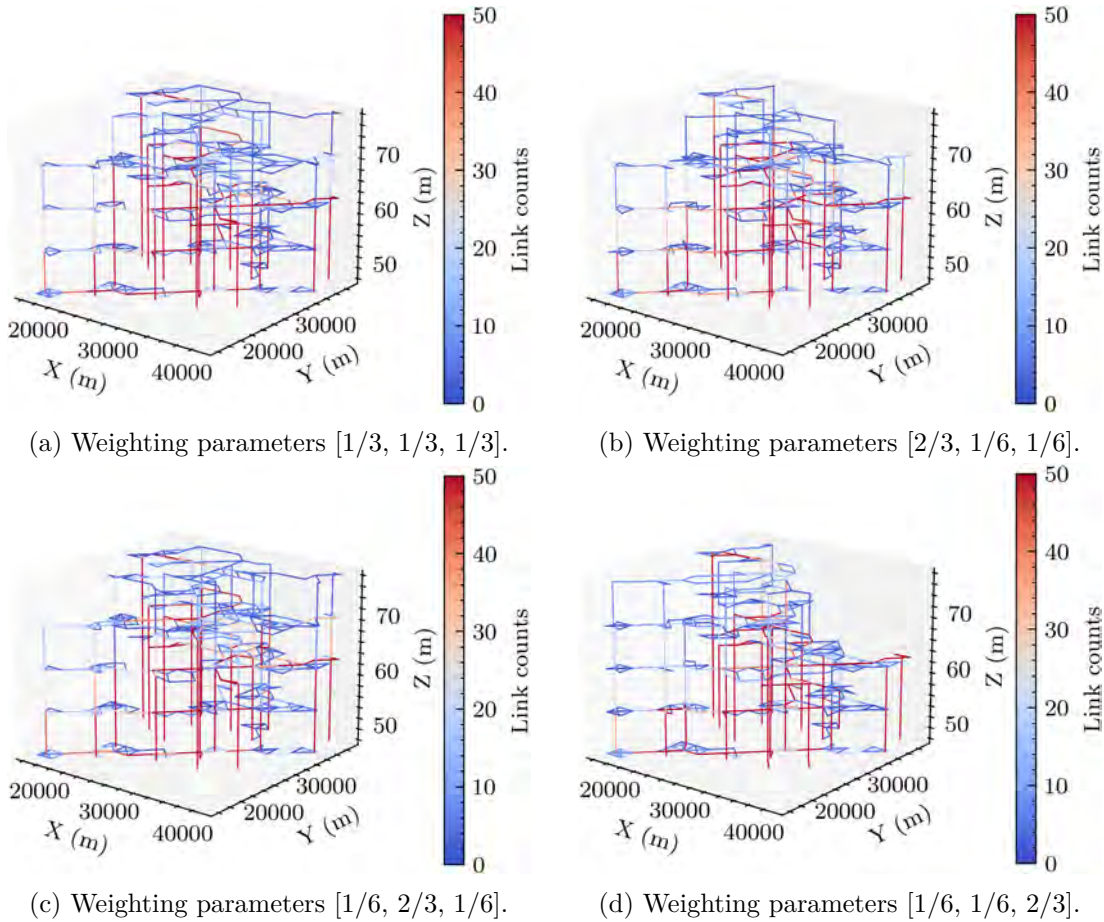 50
40
30
20
10
0
Link counts
70
60
50
Z (m)
20000
30000
40000
X (m)
20000
30000
Y (m)
(a) Weighting parameters [1/3, 1/3, 1/3].
50
40
30
20
10
0
Link counts
70
60
50
Z (m)
20000
30000
40000
X (m)
20000
30000
Y (m)
(b) Weighting parameters [2/3, 1/6, 1/6].
50
40
30
20
10
0
Link counts
70
60
50
Z (m)
20000
30000
40000
X (m)
20000
30000
Y (m)
(c) Weighting parameters [1/6, 2/3, 1/6].
50
40
30
20
10
0
Link counts
70
60
50
Z (m)
20000
30000
40000
X (m)
20000
30000
Y (m)
(d) Weighting parameters [1/6, 1/6, 2/3].